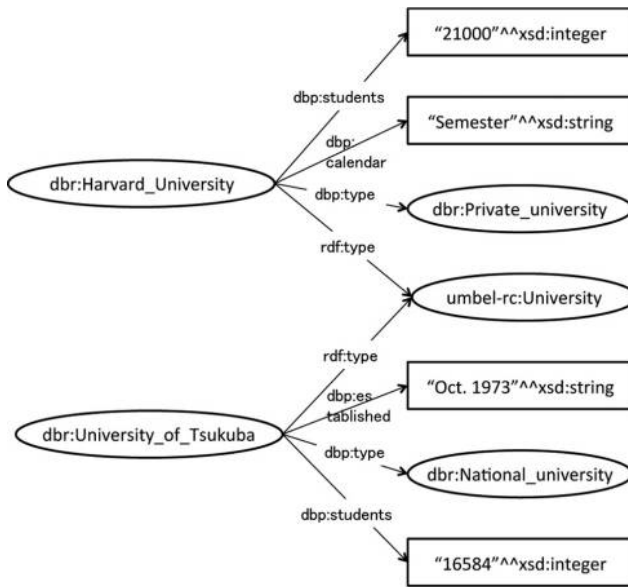 "21000"^^xsd:integer
dbp:students
"Semester"^^xsd:string
dbp:
calendar
dbr:Harvard_University
dbp:type
dbr:Private_university
rdf:type
umbel-rc:University
rdf:type
dbp:es
tablished
"Oct. 1973"^^xsd:string
dbr:University_of_Tsukuba
dbp:type
dbr:National_university
dbp:students
"16584"^^xsd:integer